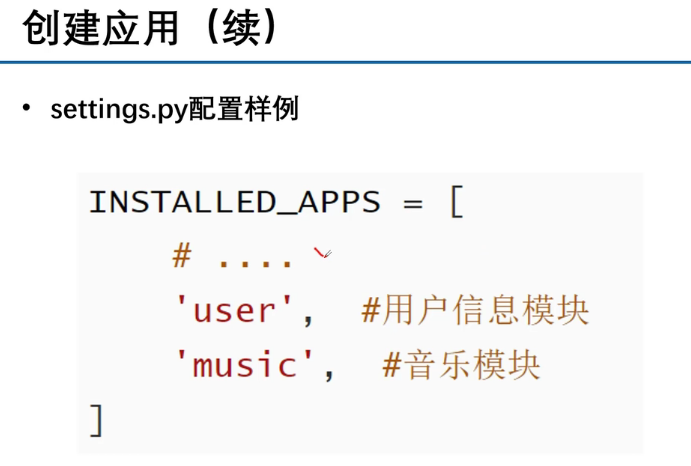 创建应用（续）
• settings.py配置样例
INSTALLED_APPS = [
# ....
'user', #用户信息模块
'music', #音乐模块
]